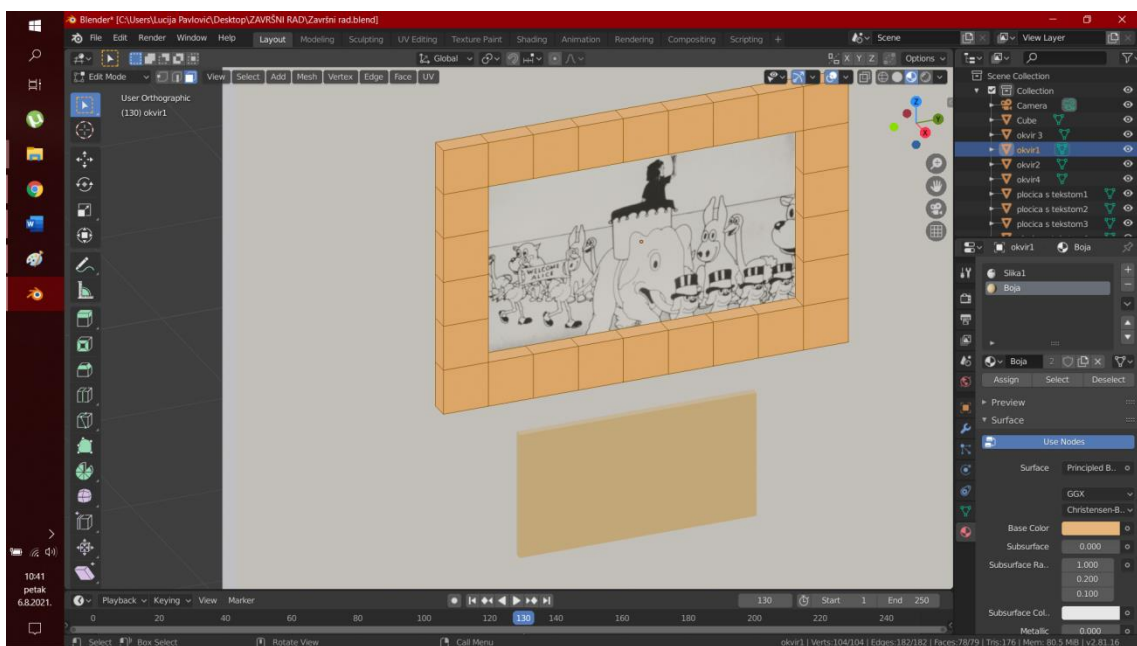 Blender* [C:\Users\Lucija Pavlović\Desktop\ZAVRŠNI RAD\Završni rad.blend]
File Edit Render Window Help Layout Modeling Sculpting UV Editing Texture Paint Shading Animation Rendering Compositing Scripting + Scene View Layer
Global X Y Z Options
Edit Mode View Select Add Mesh Vertex Edge Face UV
User Orthographic
(130) okvir1
Z
Y
X
WELCOME
ALICE
Scene Collection
Collection
Camera
Cube
okvir 3
okvir1
okvir2
okvir4
plocica s tekstom1
plocica s tekstom2
plocica s tekstom3
okvir1 Boja
Slika1
Boja
Boja 2
Assign Select Deselect
Preview
Surface
Use Nodes
Surface Principled B..
GGX
Christensen-B..
Base Color
Subsurface 0.000
Subsurface Ra.. 1.000
0.200
0.100
Subsurface Col..
Metallic 0.000
10:41
petak
6.8.2021.
Playback Keying View Marker 130 Start 1 End 250
0 20 40 60 80 100 120 130 140 160 180 200 220 240
Select Box Select Rotate View Call Menu okvir1 | Verts:104/104 | Edges:182/182 | Faces:78/79 | Tris:176 | Mem: 80.5 MiB | v2.81.16